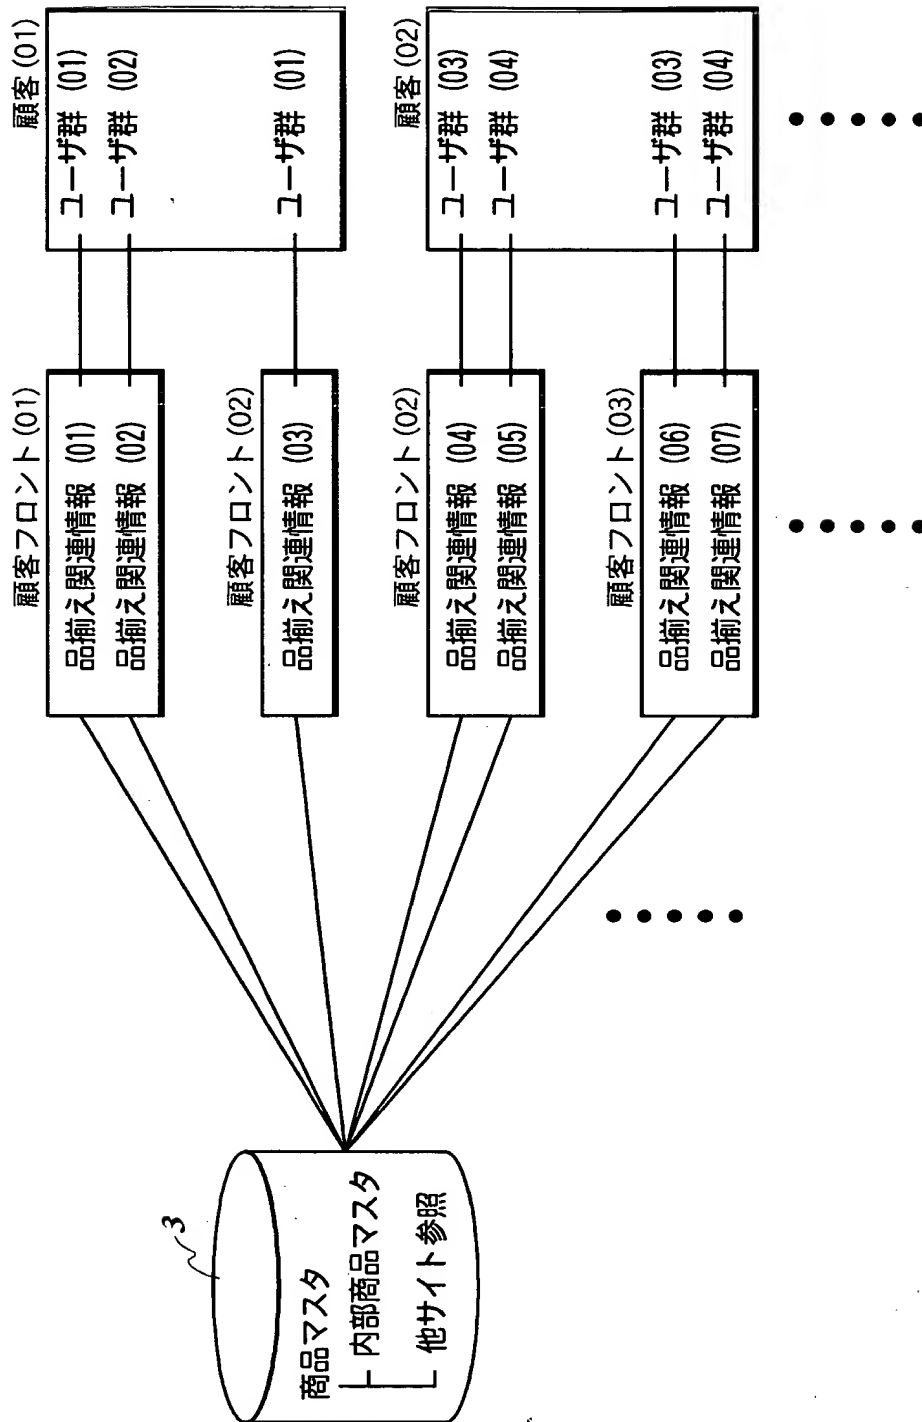 3
商品マスタ
内部商品マスタ
他サイト参照
顧客フロント(01)
品揃え関連情報 (01)
品揃え関連情報 (02)
顧客フロント(02)
品揃え関連情報 (03)
顧客フロント(02)
品揃え関連情報 (04)
品揃え関連情報 (05)
顧客フロント(03)
品揃え関連情報 (06)
品揃え関連情報 (07)
顧客(01)
ユーザ群 (01)
ユーザ群 (02)
ユーザ群 (01)
顧客(02)
ユーザ群 (03)
ユーザ群 (04)
ユーザ群 (03)
ユーザ群 (04)